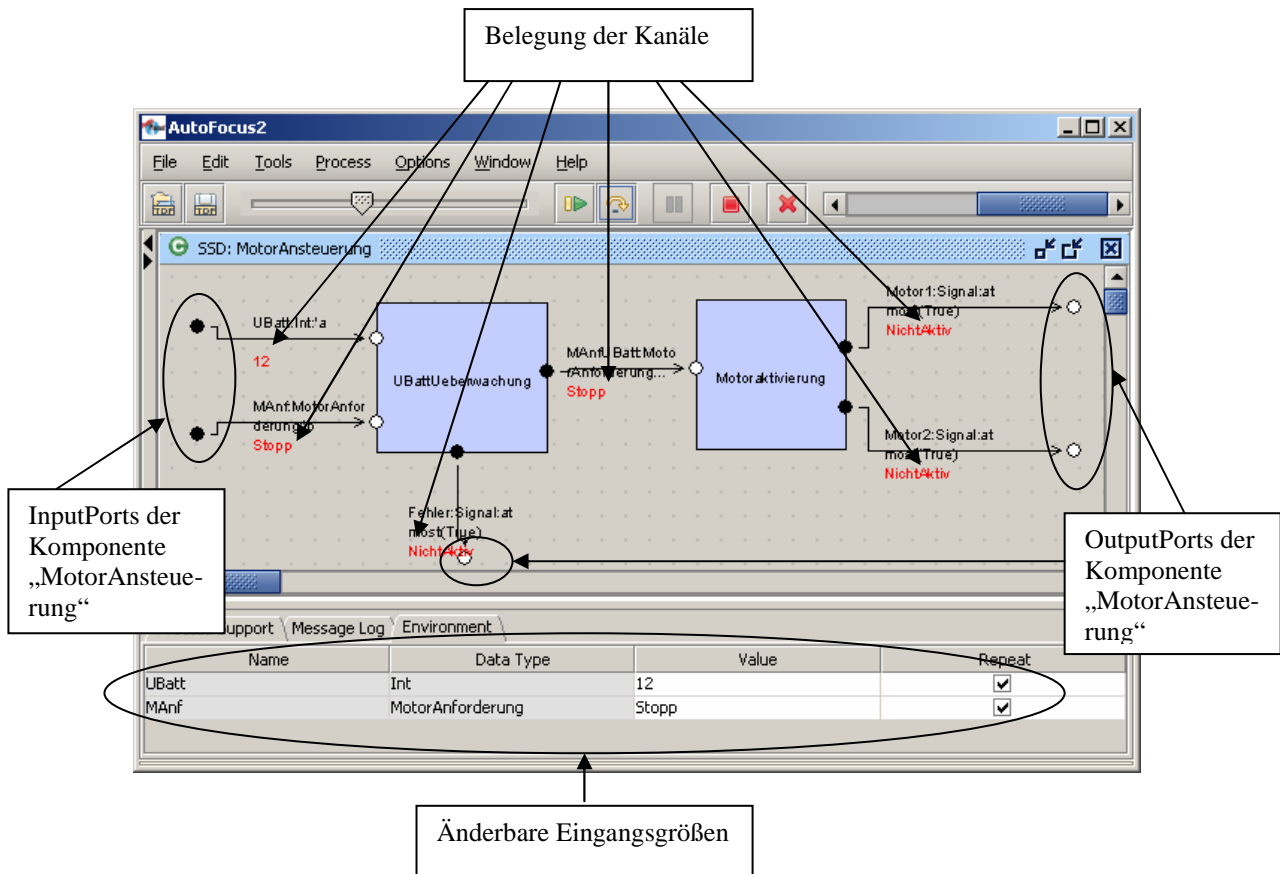 Belegung der Kanäle
AutoFocus2
File Edit Tools Process Options Window Help
TDF TDF
SSD: MotorAnsteuerung
UBatt:Int:'a
12
MAnf:MotorAnfor
derung:b
Stopp
UBattUeberwachung
MAnfUBatt:Moto
rAnforderung...
Stopp
Motoraktivierung
Motor1:Signal:at
most(True)
NichtAktiv
Motor2:Signal:at
most(True)
NichtAktiv
Fehler:Signal:at
most(True)
NichtAktiv
InputPorts der
Komponente
„MotorAnsteue-
rung“
OutputPorts der
Komponente
„MotorAnsteue-
rung“
upport Message Log Environment
Name Data Type Value Repeat
UBatt Int 12
MAnf MotorAnforderung Stopp
Änderbare Eingangsgrößen